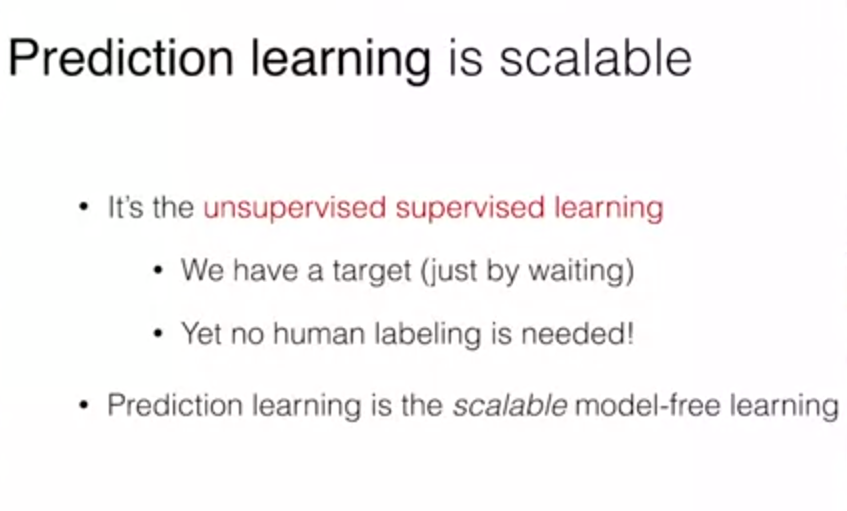 Prediction learning is scalable
• It's the unsupervised supervised learning
• We have a target (just by waiting)
• Yet no human labeling is needed!
• Prediction learning is the scalable model-free learning